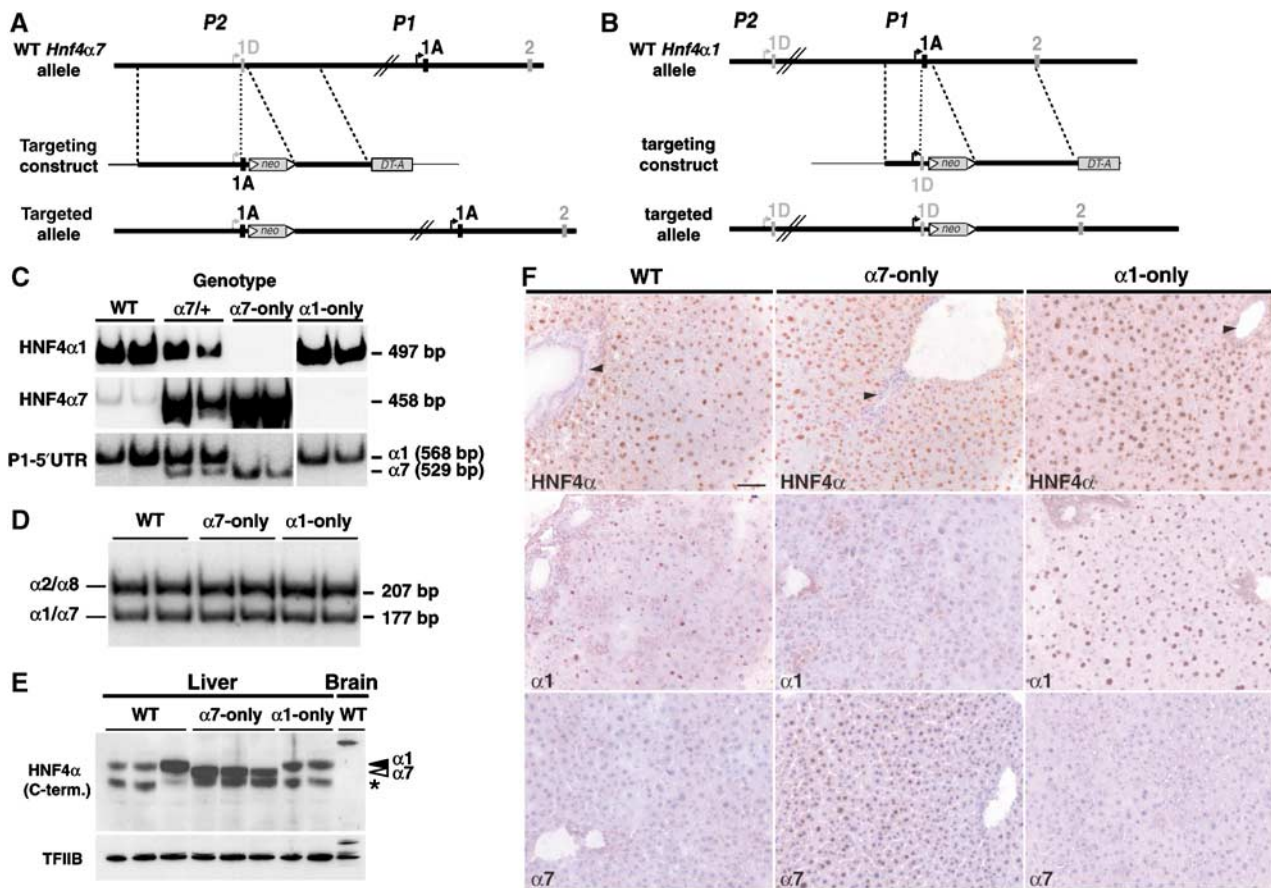 A
P2
P1
WT Hnf4α7
allele
1D
1A
2
Targeting
construct
neo
DT-A
1A
Targeted
allele
1A
neo
1A
2
B
P2
P1
WT Hnf4α1
allele
1D
1A
2
targeting
construct
neo
DT-A
1D
targeted
allele
1D
1D
neo
2
C
Genotype
WT
α7/+
α7-only
α1-only
HNF4α1
497 bp
HNF4α7
458 bp
P1-5′UTR
α1 (568 bp)
α7 (529 bp)
D
WT
α7-only
α1-only
α2/α8
207 bp
α1/α7
177 bp
E
Liver
Brain
WT
α7-only
α1-only
WT
HNF4α
(C-term.)
α1
α7
*
TFIIB
F
WT
α7-only
α1-only
HNF4α
HNF4α
HNF4α
α1
α1
α1
α7
α7
α7